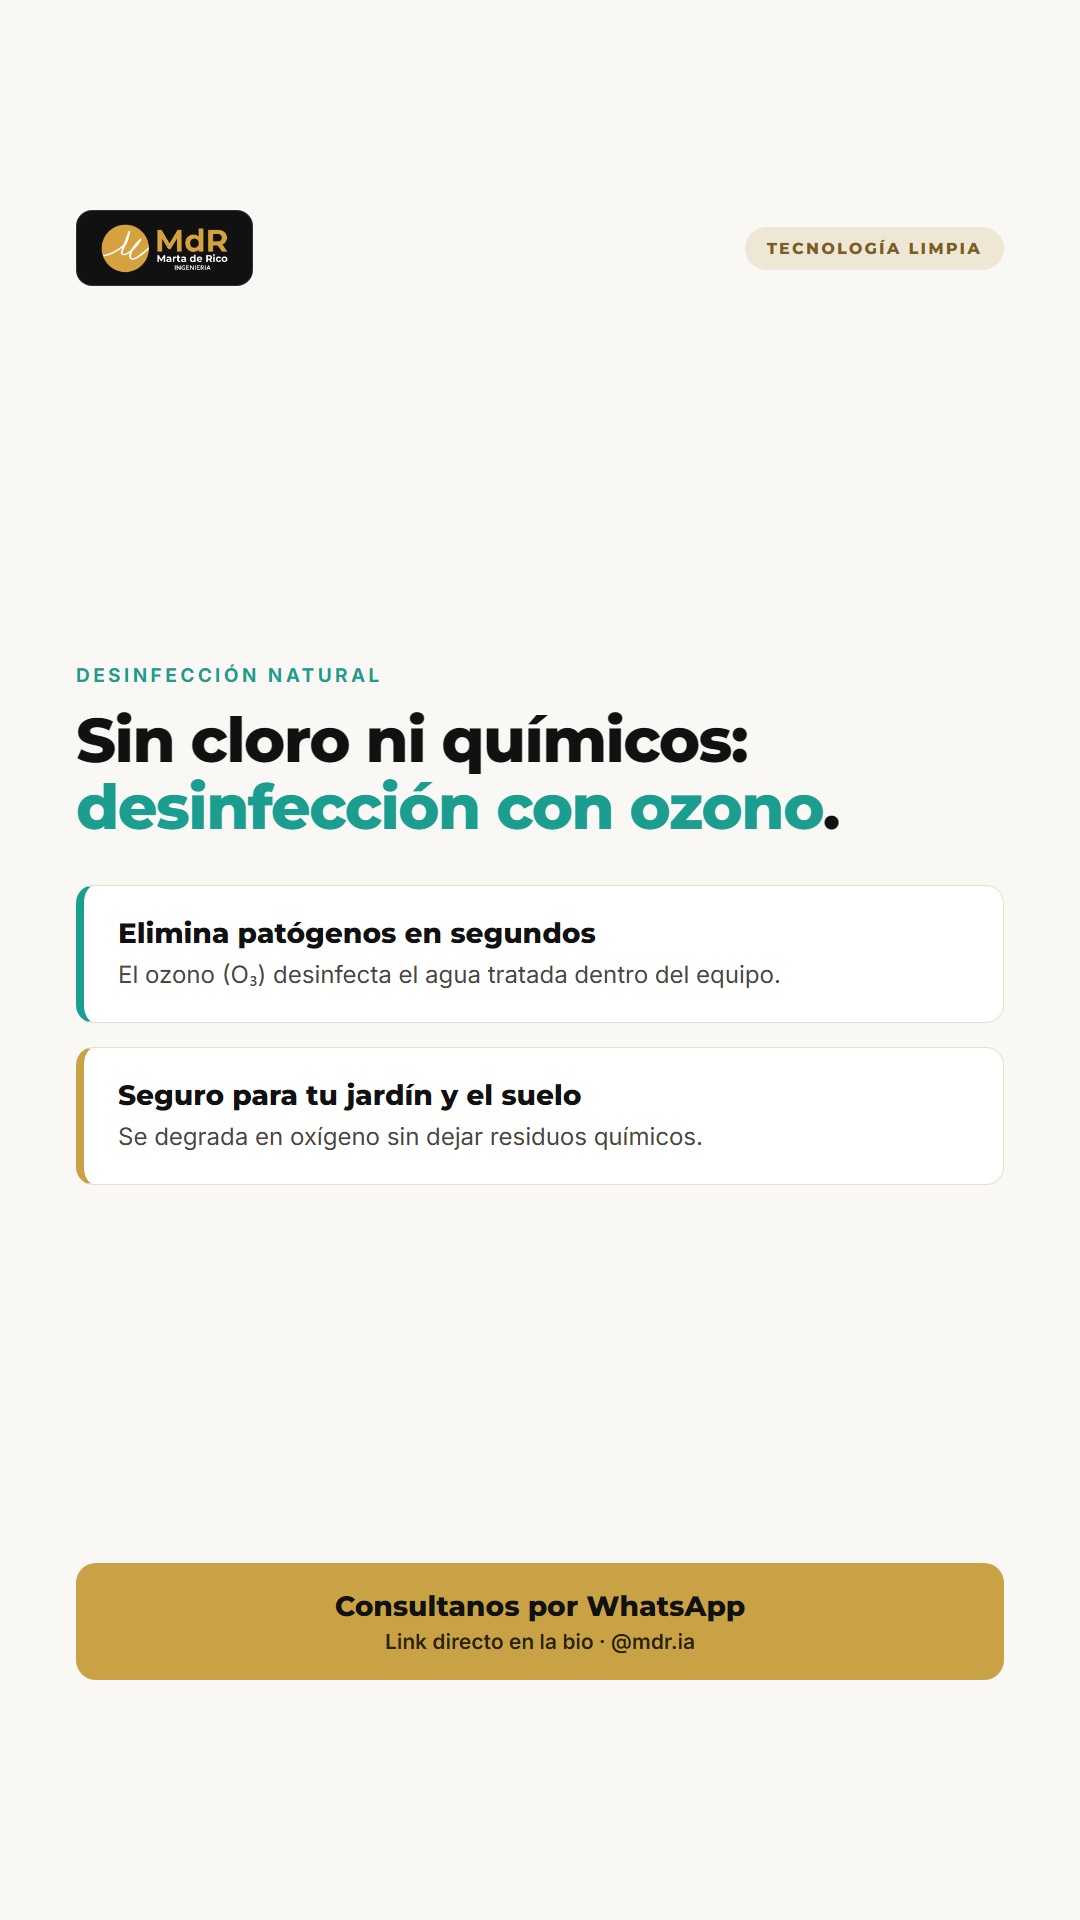 MdR
Marta de Rico
INGENIERIA
TECNOLOGÍA LIMPIA
DESINFECCIÓN NATURAL
Sin cloro ni químicos:
desinfección con ozono.
Elimina patógenos en segundos
El ozono (O₃) desinfecta el agua tratada dentro del equipo.
Seguro para tu jardín y el suelo
Se degrada en oxígeno sin dejar residuos químicos.
Consultanos por WhatsApp
Link directo en la bio · @mdr.ia